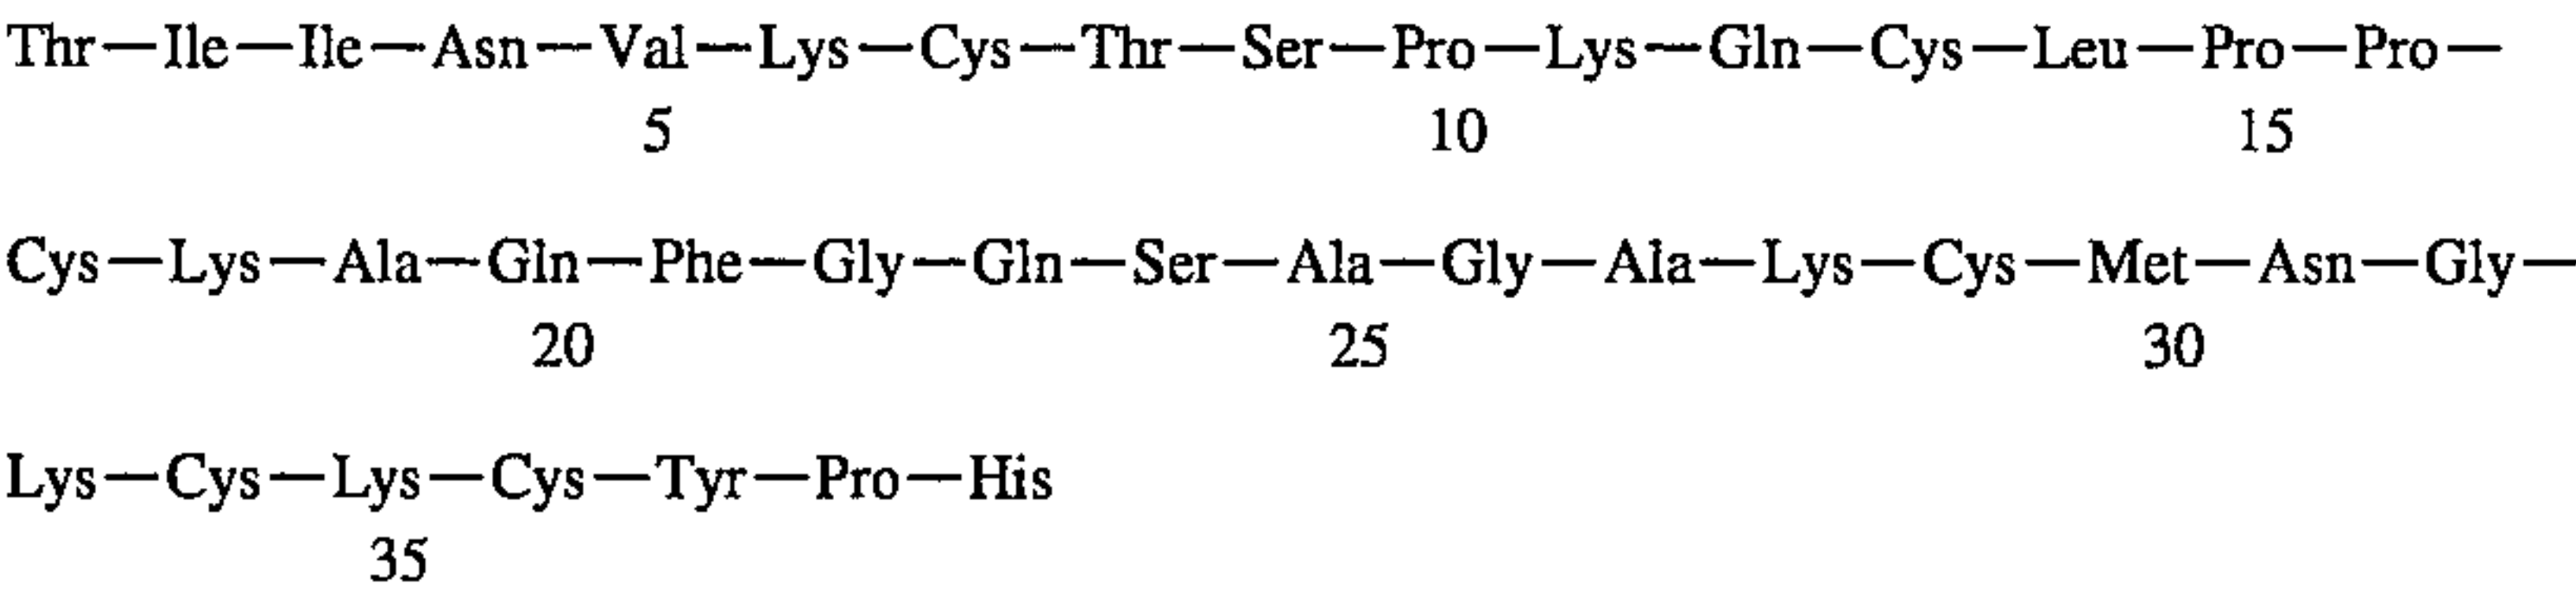 Thr—Ile—Ile—Asn—Val—Lys—Cys—Thr—Ser—Pro—Lys—Gln—Cys—Leu—Pro—Pro—
5 10 15
Cys—Lys—Ala—Gln—Phe—Gly—Gln—Ser—Ala—Gly—Ala—Lys—Cys—Met—Asn—Gly—
20 25 30
Lys—Cys—Lys—Cys—Tyr—Pro—His
35